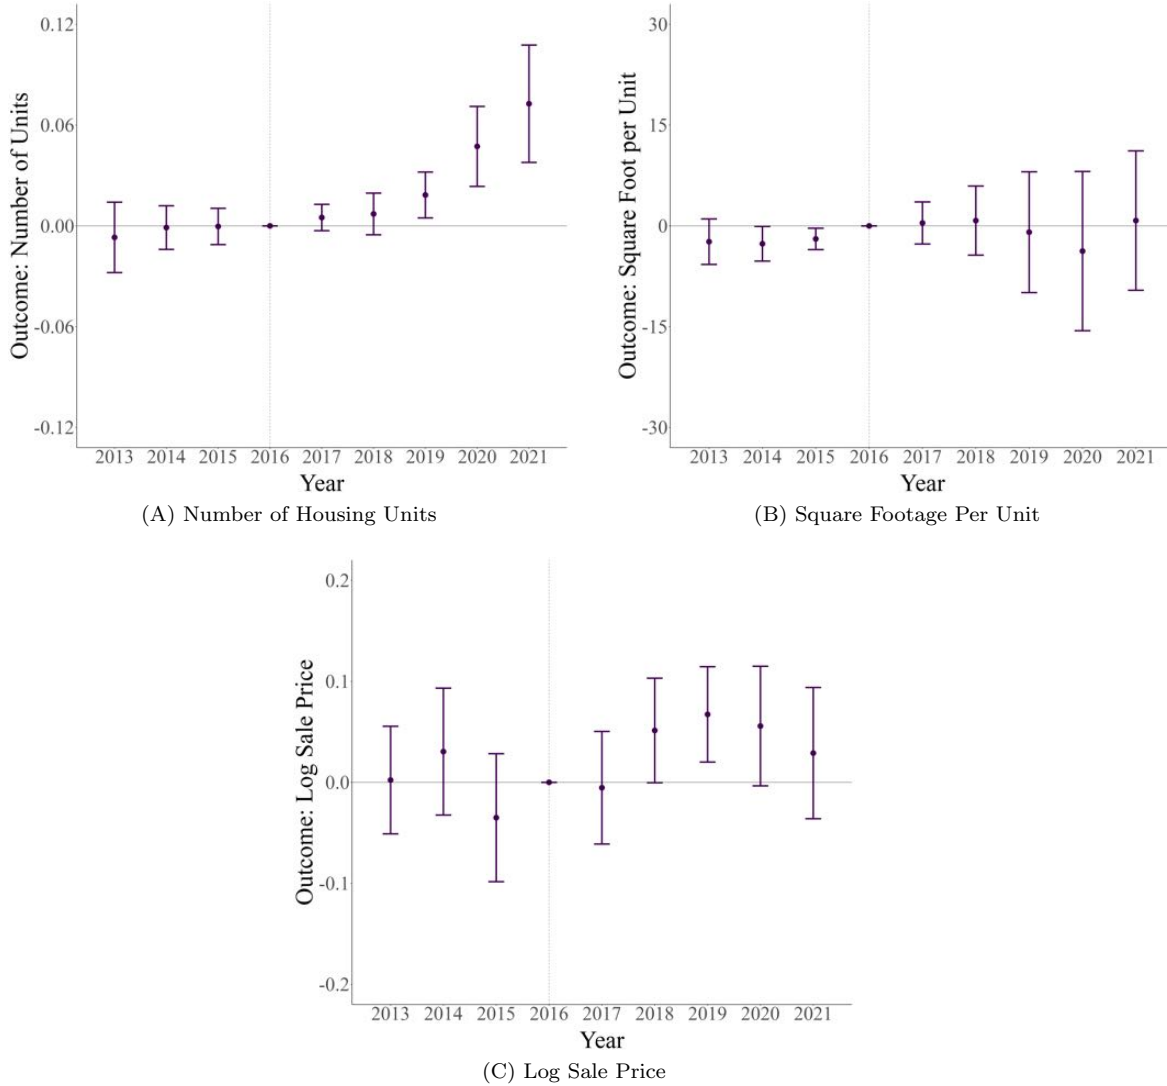 Outcome: Number of Units
0.12
0.06
0.00
-0.06
-0.12
2013 2014 2015 2016 2017 2018 2019 2020 2021
Year
(A) Number of Housing Units
Outcome: Square Foot per Unit
30
15
0
-15
-30
2013 2014 2015 2016 2017 2018 2019 2020 2021
Year
(B) Square Footage Per Unit
Outcome: Log Sale Price
0.2
0.1
0.0
-0.1
-0.2
2013 2014 2015 2016 2017 2018 2019 2020 2021
Year
(C) Log Sale Price